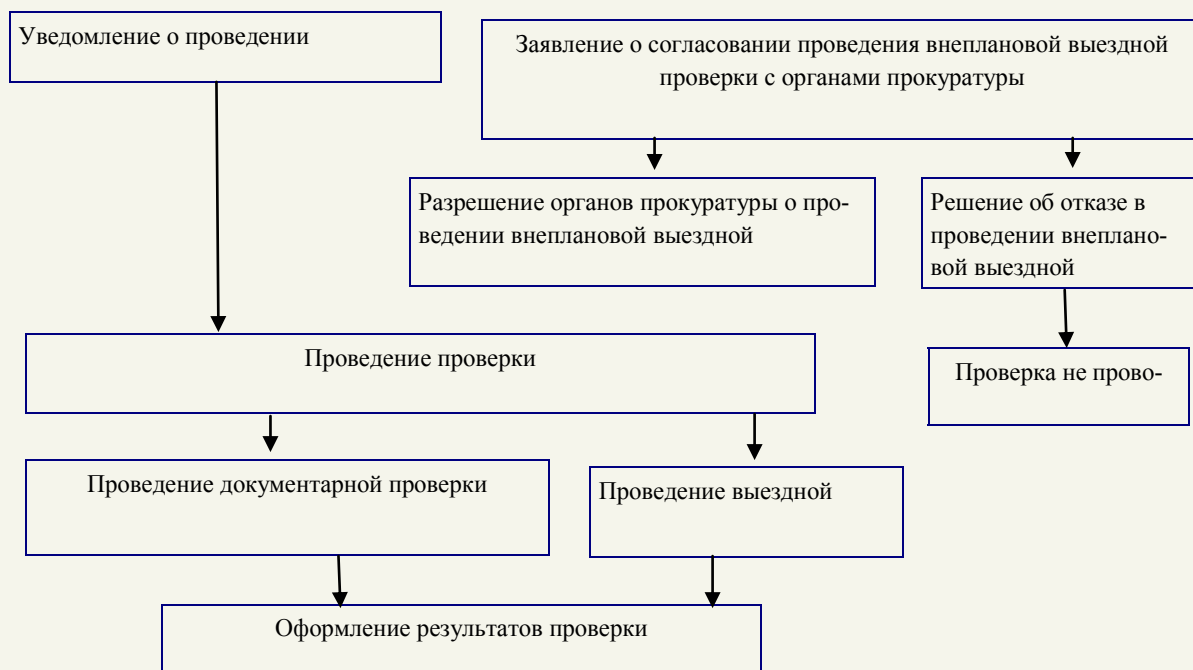 Уведомление о проведении
Заявление о согласовании проведения внеплановой выездной
проверки с органами прокуратуры
Разрешение органов прокуратуры о про-
ведении внеплановой выездной
Решение об отказе в
проведении внеплано-
вой выездной
Проведение проверки
Проверка не прово-
Проведение документарной проверки
Проведение выездной
Оформление результатов проверки